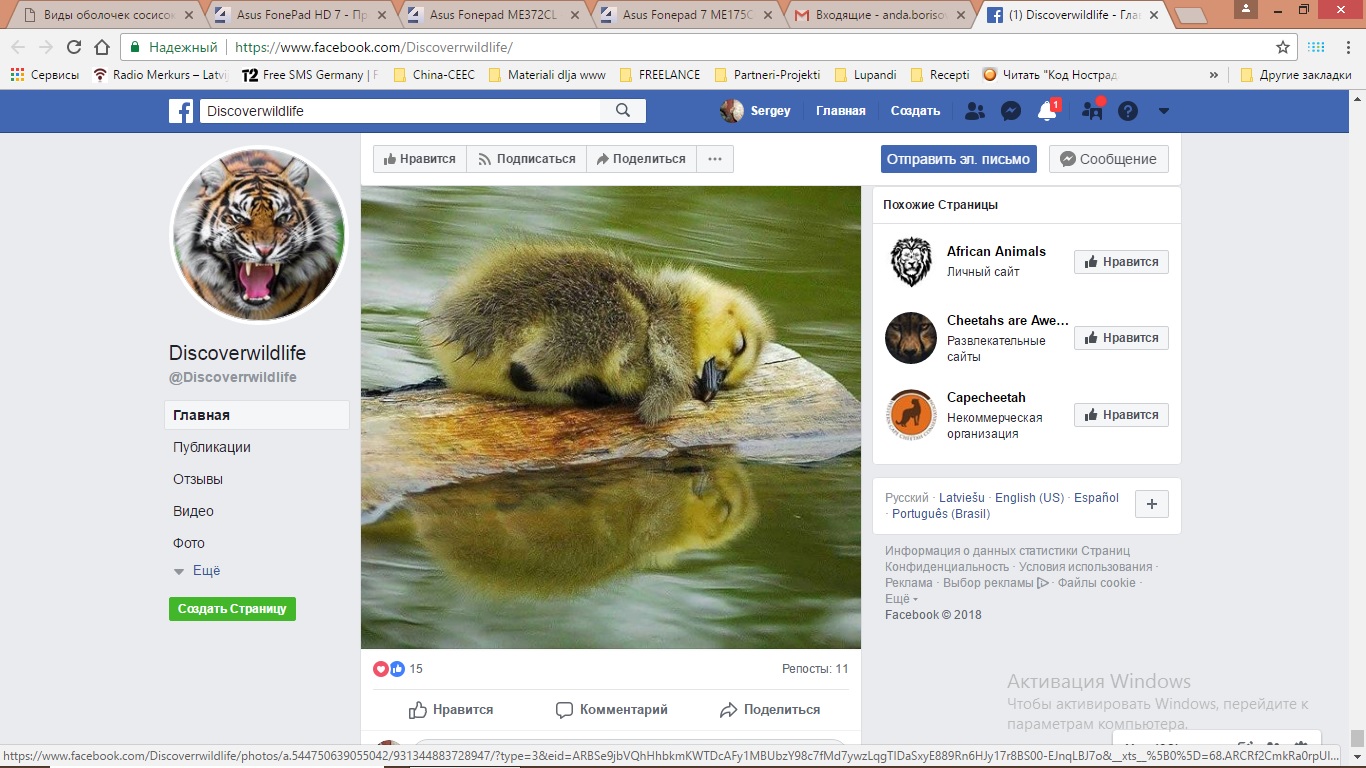 Виды оболочек сосисок
Asus FonePad HD 7 - Пр
Asus Fonepad ME372CL
Asus Fonepad 7 ME175C
Входящие - anda.boriso
(1) Discoverwildlife - Гла
Надежный
https://www.facebook.com/Discoverrwildlife/
Сервисы
Radio Merkurs – Latvij
Free SMS Germany | F
China-CEEC
Materiali dlja www
FREELANCE
Partneri-Projekti
Lupandi
Recepti
Читать "Код Нострад
»
Другие закладки
Discoverwildlife
Sergey
Главная
Создать
1
Нравится
Подписаться
Поделиться
Отправить эл. письмо
Сообщение
Discoverwildlife
@Discoverrwildlife
Главная
Публикации
Отзывы
Видео
Фото
Ещё
Создать Страницу
15
Репосты: 11
Нравится
Комментарий
Поделиться
Похожие Страницы
African Animals
Личный сайт
Нравится
Cheetahs are Awe...
Развлекательные
сайты
Нравится
Capecheetah
Некоммерческая
организация
Нравится
Русский · Latviešu · English (US) · Español
· Português (Brasil)
Информация о данных статистики Страниц
Конфиденциальность · Условия использования ·
Реклама · Выбор рекламы · Файлы cookie ·
Ещё
Facebook © 2018
Активация Windows
Чтобы активировать Windows, перейдите к
параметрам компьютера.
https://www.facebook.com/Discoverrwildlife/photos/a.544750639055042/931344883728947/?type=3&eid=ARBSe9jbVQhHhbkmKWTDcAFy1MBUbzY98c7fMd7ywzLqgTlDaSxyE889Rn6HJy17r8BS00-EJnqLBJ7o&__xts__%5B0%5D=68.ARCRf2CmkRa0rpUl...